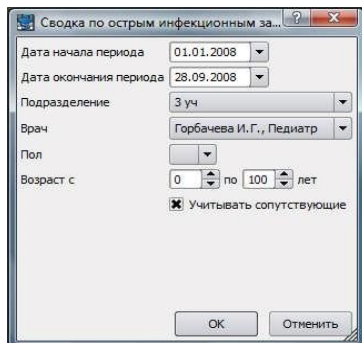 Сводка по острым инфекционным за...
Дата начала периода 01.01.2008
Дата окончания периода 28.09.2008
Подразделение 3 уч
Врач Горбачева И.Г., Педиатр
Пол
Возраст с 0 по 100 лет
Учитывать сопутствующие
OK Отменить